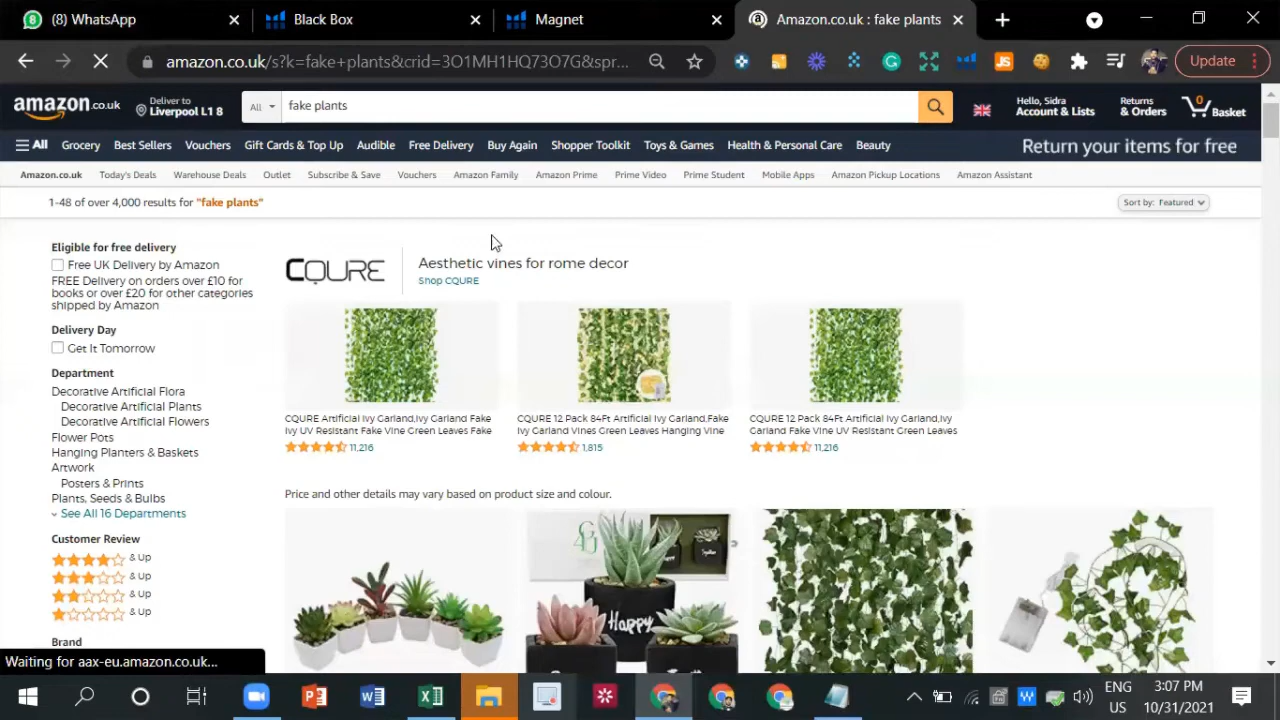 WhatsApp
Black Box
Magnet
Amazon.co.uk : fake plants
amazon.co.uk/s?k=fake+plants&crid=3O1MH1HQ73O7G&spr...
Update
amazon.co.uk
Deliver to
Liverpool L1 8
All
fake plants
Hello, Sidra
Account & Lists
Returns
& Orders
0
Basket
All
Grocery
Best Sellers
Vouchers
Gift Cards & Top Up
Audible
Free Delivery
Buy Again
Shopper Toolkit
Toys & Games
Health & Personal Care
Beauty
Return your items for free
Amazon.co.uk
Today's Deals
Warehouse Deals
Outlet
Subscribe & Save
Vouchers
Amazon Family
Amazon Prime
Prime Video
Prime Student
Mobile Apps
Amazon Pickup Locations
Amazon Assistant
1-48 of over 4,000 results for "fake plants"
Sort by: Featured
Eligible for free delivery
Free UK Delivery by Amazon
FREE Delivery on orders over £10 for
books or over £20 for other categories
shipped by Amazon
Delivery Day
Get It Tomorrow
Department
Decorative Artificial Flora
Decorative Artificial Plants
Decorative Artificial Flowers
Flower Pots
Hanging Planters & Baskets
Artwork
Posters & Prints
Plants, Seeds & Bulbs
See All 16 Departments
Customer Review
& Up
& Up
& Up
& Up
Brand
CQURE
Aesthetic vines for rome decor
Shop CQURE
CQURE Artificial Ivy Garland,Ivy Garland Fake
Ivy UV Resistant Fake Vine Green Leaves Fake
11,216
CQURE 12 Pack 84Ft Artificial Ivy Garland,Fake
Ivy Garland Vines Green Leaves Hanging Vine
1,815
CQURE 12 Pack 84Ft Artificial Ivy Garland,Ivy
Garland Fake Vine UV Resistant Green Leaves
11,216
Price and other details may vary based on product size and colour.
Happy
Together
Waiting for aax-eu.amazon.co.uk...
ENG
US
3:07 PM
10/31/2021